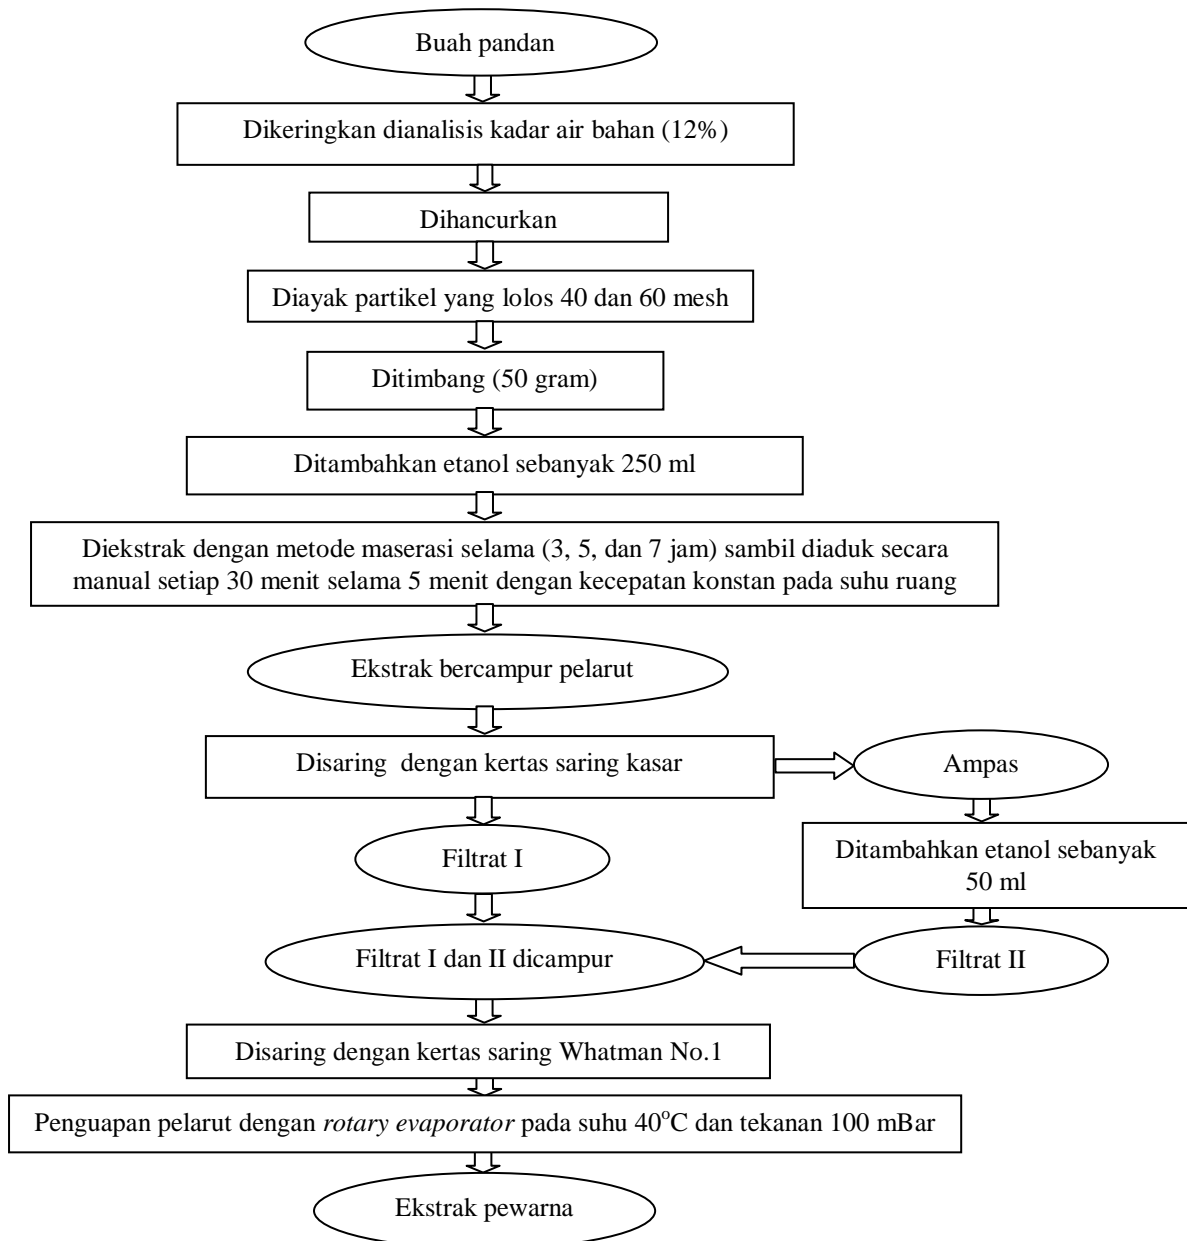 Buah pandan
Dikeringkan dianalisis kadar air bahan (12%)
Dihancurkan
Diayak partikel yang lolos 40 dan 60 mesh
Ditimbang (50 gram)
Ditambahkan etanol sebanyak 250 ml
Diekstrak dengan metode maserasi selama (3, 5, dan 7 jam) sambil diaduk secara
manual setiap 30 menit selama 5 menit dengan kecepatan konstan pada suhu ruang
Ekstrak bercampur pelarut
Disaring dengan kertas saring kasar
Ampas
Filtrat I
Ditambahkan etanol sebanyak
50 ml
Filtrat I dan II dicampur
Filtrat II
Disaring dengan kertas saring Whatman No.1
Penguapan pelarut dengan rotary evaporator pada suhu 40°C dan tekanan 100 mBar
Ekstrak pewarna